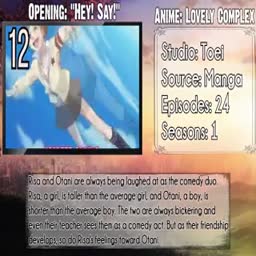 OPENING: "HEY! SAY!"
ANIME: LOVELY COMPLEX
12
Studio: Toei
Source: Manga
Episodes: 24
Seasons: 1
Risa and Otani are always being laughed at as the comedy duo.
Risa, a girl, is taller than the average girl, and Otani, a boy, is
shorter than the average boy. The two are always bickering and
even their teacher sees them as a comedy act. But as their friendship
develops, so do Risa's feelings toward Otani.